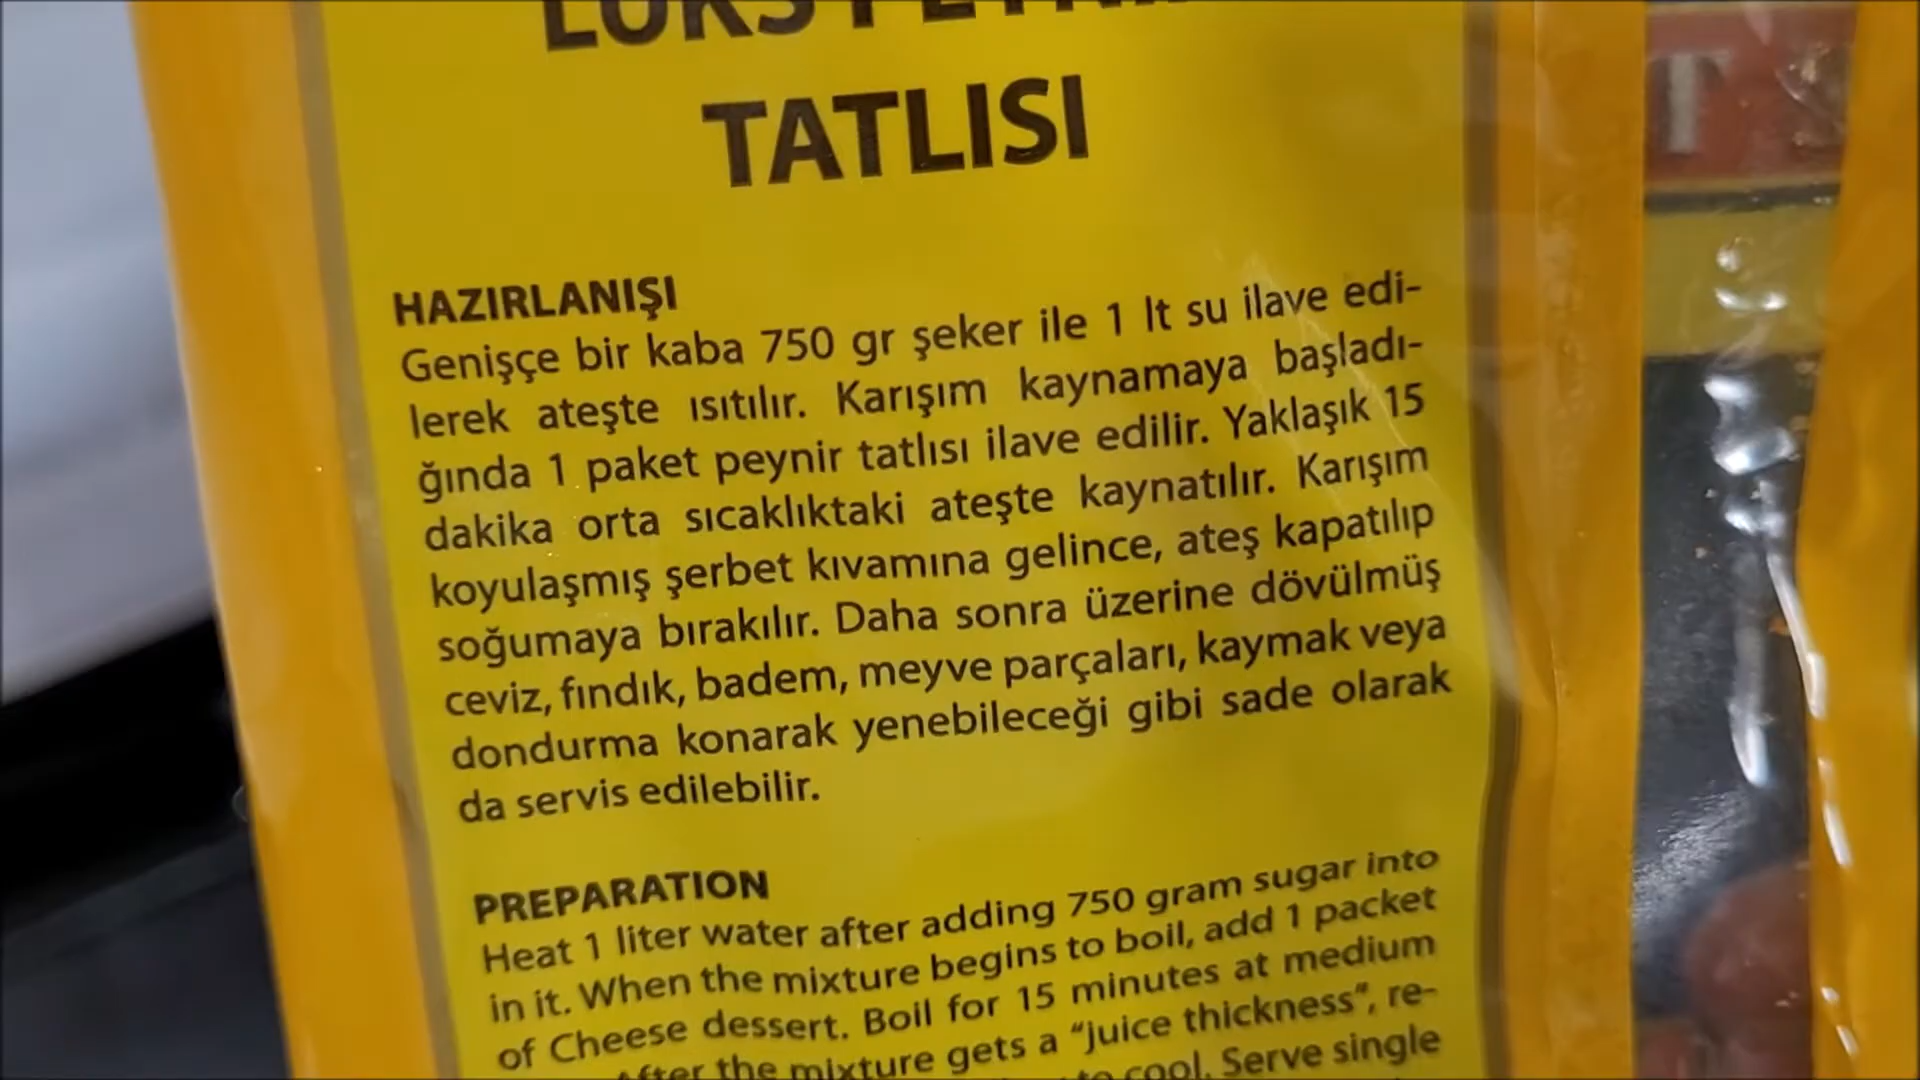 TATLISI
HAZIRLANIŞI
Genişçe bir kaba 750 gr şeker ile 1 lt su ilave edi-
lerek ateşte ısıtılır. Karışım kaynamaya başladı-
ğında 1 paket peynir tatlısı ilave edilir. Yaklaşık 15
dakika orta sıcaklıktaki ateşte kaynatılır. Karışım
koyulaşmış şerbet kıvamına gelince, ateş kapatılıp
soğumaya bırakılır. Daha sonra üzerine dövülmüş
ceviz, fındık, badem, meyve parçaları, kaymak veya
dondurma konarak yenebileceği gibi sade olarak
da servis edilebilir.
PREPARATION
Heat 1 liter water after adding 750 gram sugar into
in it. When the mixture begins to boil, add 1 packet
of Cheese dessert. Boil for 15 minutes at medium
After the mixture gets a “juice thickness”, re-
to cool. Serve single
T